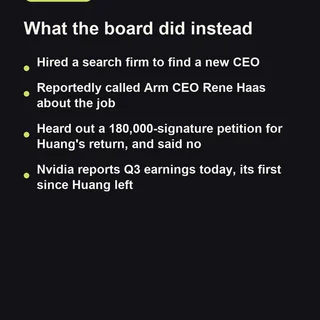 What the board did instead
Hired a search firm to find a new CEO
Reportedly called Arm CEO Rene Haas
about the job
Heard out a 180,000-signature petition for
Huang's return, and said no
Nvidia reports Q3 earnings today, its first
since Huang left